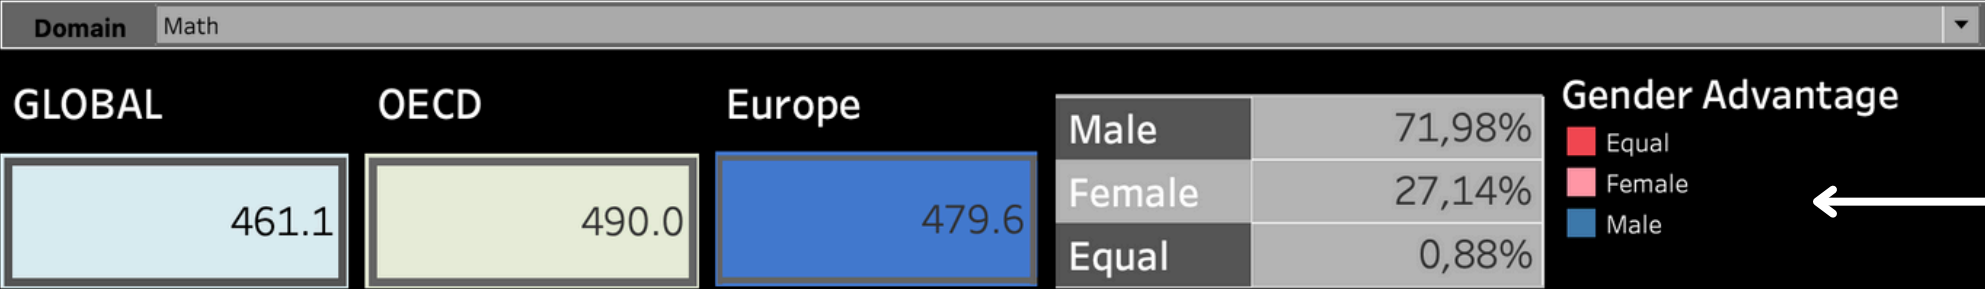 Domain Math
GLOBAL
461.1
OECD
490.0
Europe
479.6
Male 71,98%
Female 27,14%
Equal 0,88%
Gender Advantage
Equal
Female
Male